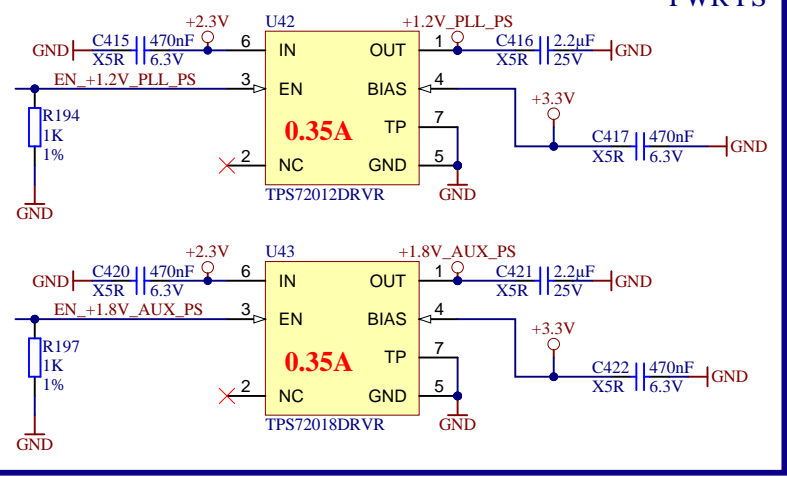 PWR PS
+2.3V
U42
+1.2V_PLL_PS
GND
C415
470nF
X5R
6.3V
6
IN
OUT
1
C416
2.2µF
X5R
25V
GND
EN_+1.2V_PLL_PS
3
EN
BIAS
4
R194
1K
1%
0.35A
TP
7
+3.3V
C417
470nF
X5R
6.3V
GND
2
NC
GND
5
TPS72012DRVR
GND
GND
+2.3V
U43
+1.8V_AUX_PS
GND
C420
470nF
X5R
6.3V
6
IN
OUT
1
C421
2.2µF
X5R
25V
GND
EN_+1.8V_AUX_PS
3
EN
BIAS
4
R197
1K
1%
0.35A
TP
7
+3.3V
C422
470nF
X5R
6.3V
GND
2
NC
GND
5
TPS72018DRVR
GND
GND